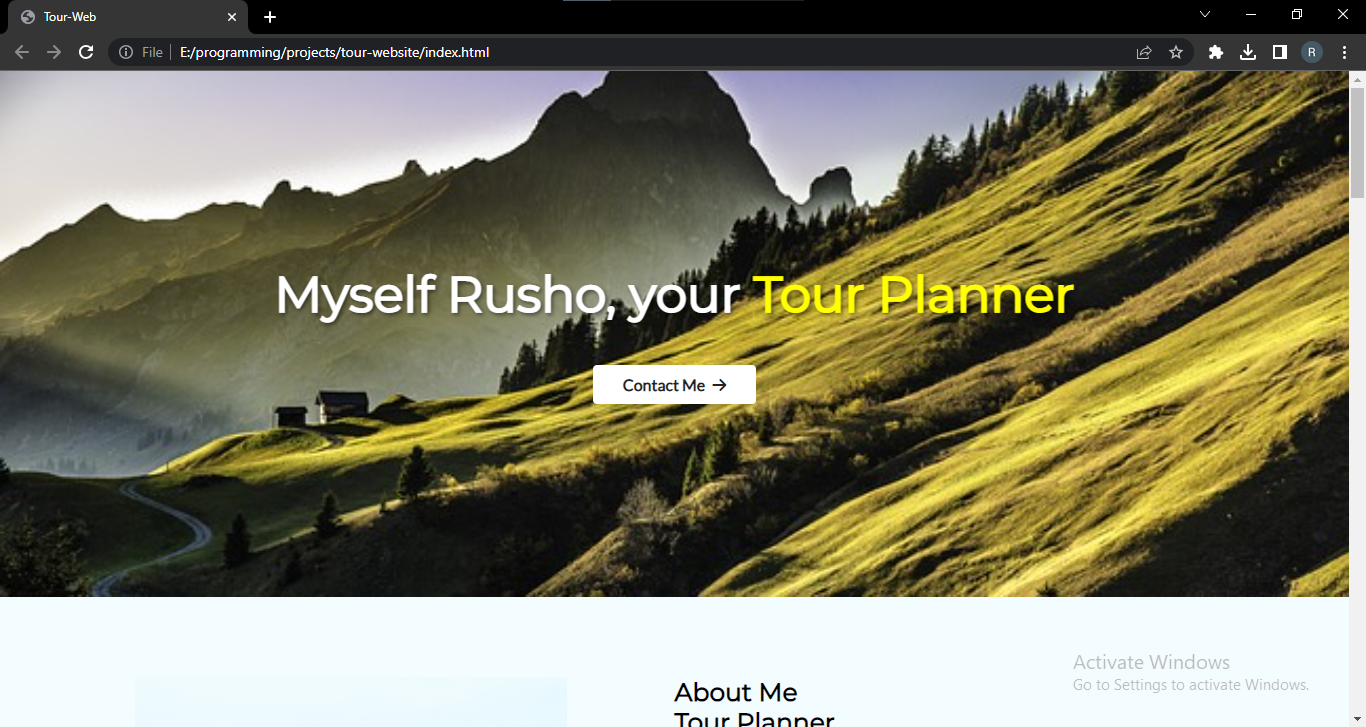 Tour-Web
File
E:/programming/projects/tour-website/index.html
R
Myself Rusho, your Tour Planner
Contact Me →
About Me
Tour Planner
Activate Windows
Go to Settings to activate Windows.